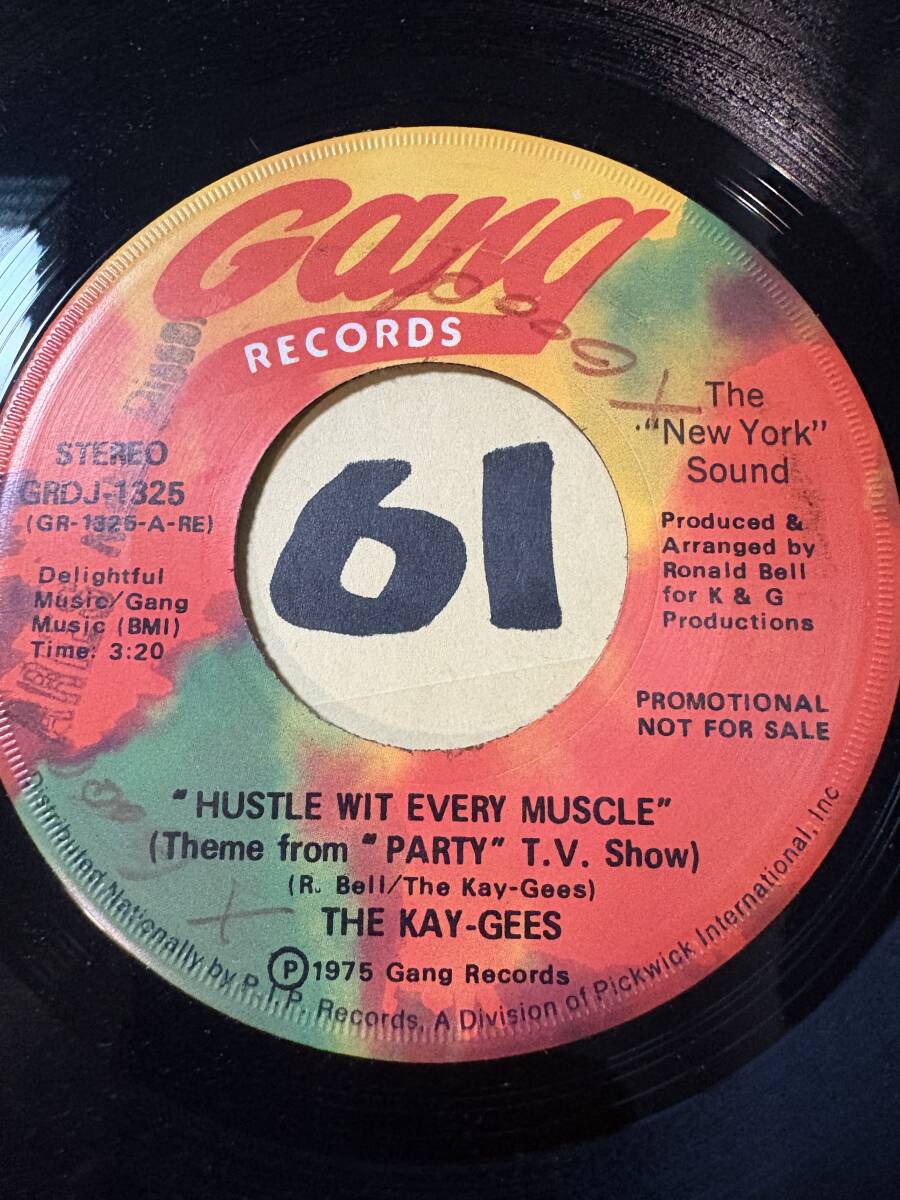 Gang
RECORDS
Good
+
The
"New York"
Sound
STEREO
GRDJ-1325
(GR-1325-A-RE)
61
Produced &
Arranged by
Ronald Bell
for K & G
Productions
Delightful
Music/Gang
Music (BMI)
Time: 3:20
PROMOTIONAL
NOT FOR SALE
"HUSTLE WIT EVERY MUSCLE"
(Theme from "PARTY" T.V. Show)
(R. Bell/The Kay-Gees)
THE KAY-GEES
+
Ⓟ1975 Gang Records
Distributed Nationally by P.I.P. Records, A Division of Pickwick International, Inc